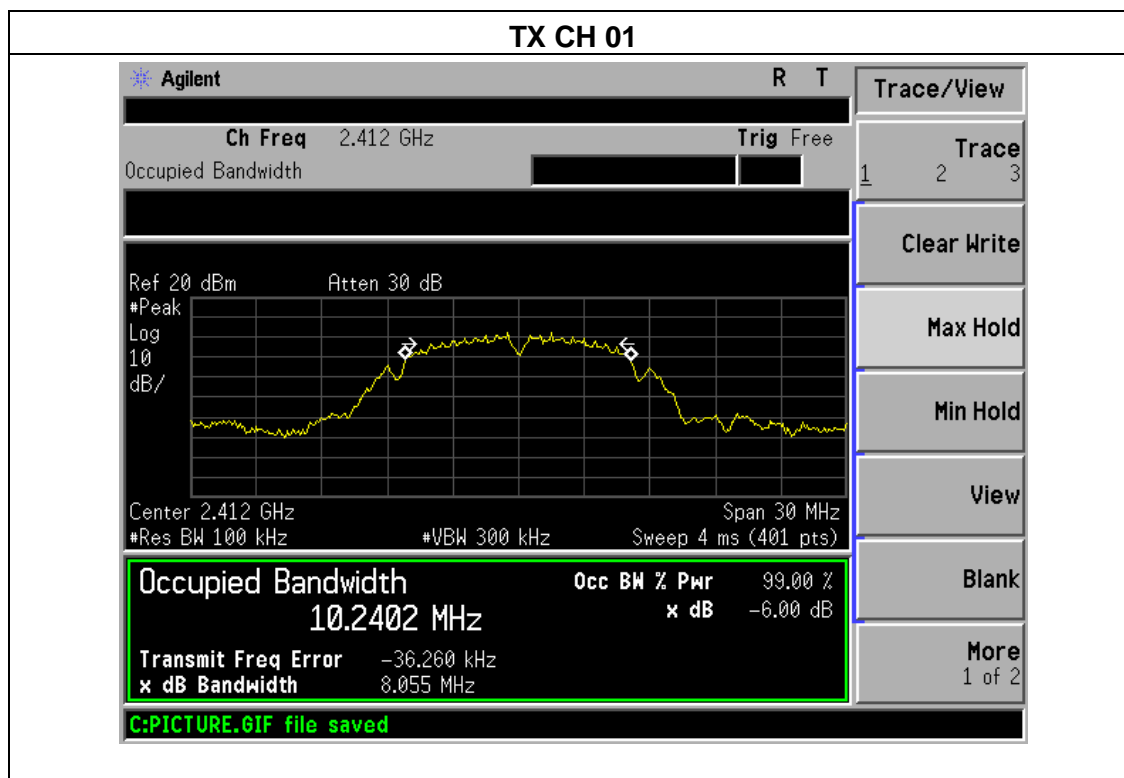 TX CH 01
Agilent R T
Trace/View
Ch Freq 2.412 GHz Trig Free
Occupied Bandwidth
Trace
1 2 3
Clear Write
Ref 20 dBm Atten 30 dB
#Peak
Log
10
dB/
Max Hold
Min Hold
View
Center 2.412 GHz Span 30 MHz
#Res BW 100 kHz #VBW 300 kHz Sweep 4 ms (401 pts)
Occupied Bandwidth Occ BW % Pwr 99.00 %
10.2402 MHz x dB -6.00 dB
Blank
Transmit Freq Error -36.260 kHz
x dB Bandwidth 8.055 MHz
More
1 of 2
C:PICTURE.GIF file saved